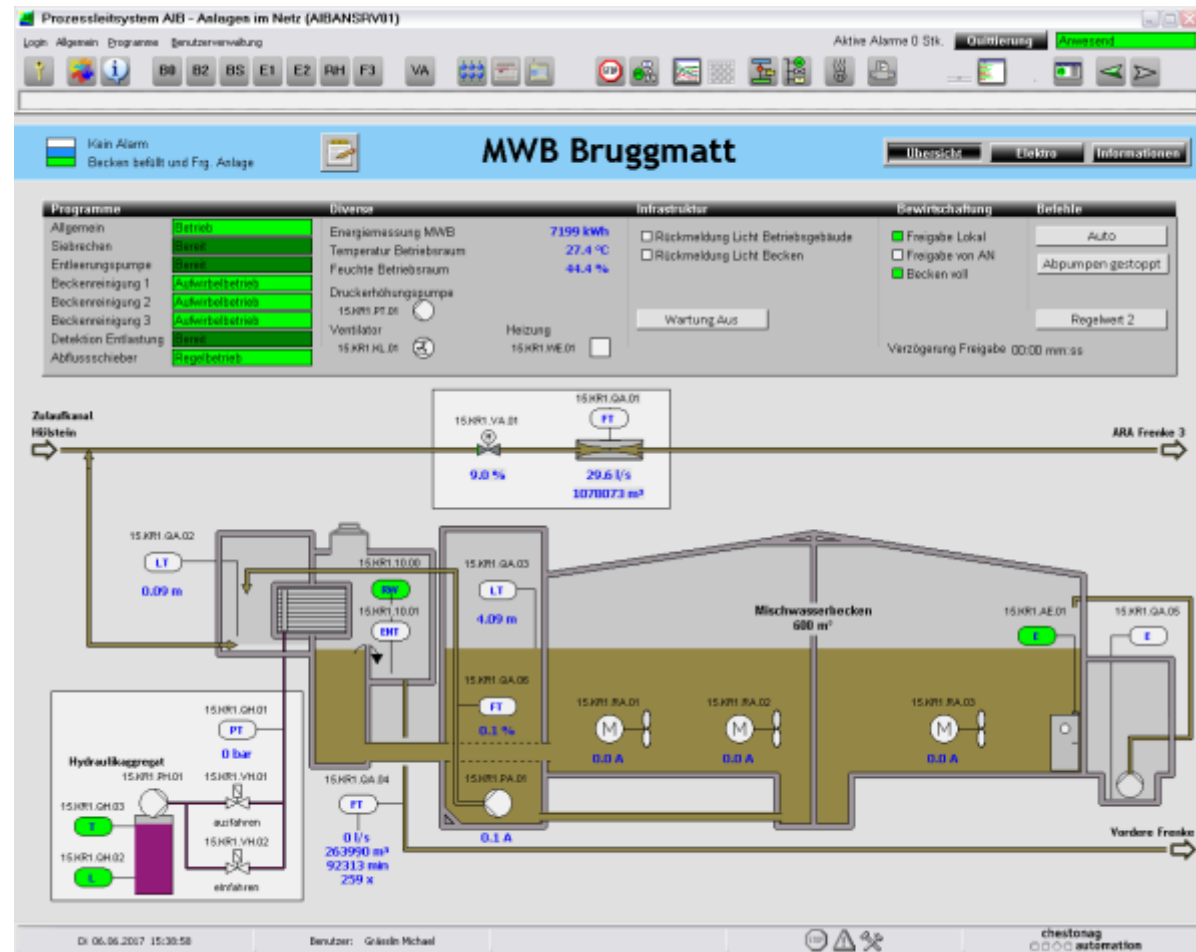 Prozessleitsystem AIB - Anlagen im Netz (AIBANSRV01)
Login Allgemein Programme Benutzerverwaltung
Aktive Alarme 0 Stk. Quittierung Anwesend
B0 B2 BS E1 E2 RH F3 VA STOP
Kein Alarm
Becken befüllt und Frg. Anlage
MWB Bruggmatt
Übersicht Elektro Informationen
Programme Diverse Infrastruktur Bewirtschaftung Befehle
Allgemein Betrieb
Siebrechen Bereit
Entleerungspumpe Bereit
Beckenreinigung 1 Aufwirbelbetrieb
Beckenreinigung 2 Aufwirbelbetrieb
Beckenreinigung 3 Aufwirbelbetrieb
Detektion Entlastung Bereit
Abflussschieber Regelbetrieb
Energiemessung MWB 7199 kWh
Temperatur Betriebsraum 27.4 °C
Feuchte Betriebsraum 44.4 %
Druckerhöhungspumpe
15.KR1.PT.01
Ventilator Heizung
15.KR1.KL.01 15.KR1.WE.01
Rückmeldung Licht Betriebsgebäude
Rückmeldung Licht Becken
Wartung Aus
Freigabe Lokal
Freigabe von AN
Becken voll
Verzögerung Freigabe 00:00 mm:ss
Auto
Abpumpen gestoppt
Regelwert 2
Zulaufkanal
Hölstein
15.KR1.VA.01
9.0 %
15.KR1.QA.01
FT
29.6 l/s
1070073 m³
ARA Frenke 3
15.KR1.QA.02
LT
0.09 m
15.KR1.10.00
RW
15.KR1.10.01
ENT
15.KR1.QA.03
LT
4.09 m
Mischwasserbecken
600 m³
15.KR1.AE.01
E
15.KR1.QA.05
E
15.KR1.QA.06
FT
0.1 %
15.KR1.RA.01
M
0.0 A
15.KR1.RA.02
M
0.0 A
15.KR1.RA.03
M
0.0 A
15.KR1.PA.01
0.1 A
15.KR1.QH.01
PT
0 bar
Hydraulikaggregat
15.KR1.PH.01
15.KR1.VH.01
ausfahren
15.KR1.VH.02
einfahren
15.KR1.QH.03
T
15.KR1.QH.02
L
15.KR1.QA.04
FT
0 l/s
263990 m³
92313 min
259 x
Vordere Frenke
Di 06.06.2017 15:38:58
Benutzer: Grässlin Michael
STOP
chestonag
automation